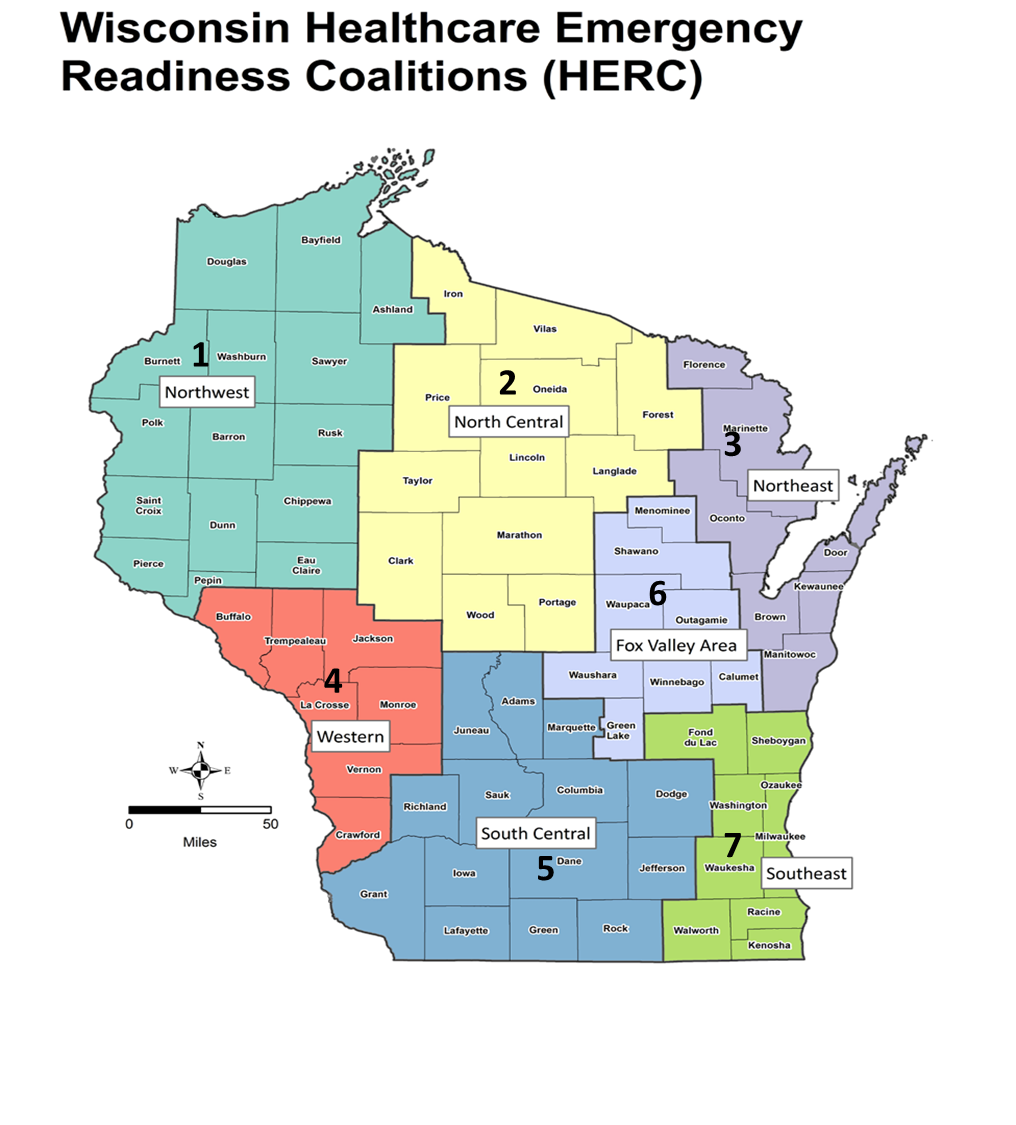 Wisconsin Healthcare Emergency
Readiness Coalitions (HERC)
Bayfield
Douglas
Ashland
Iron
Vilas
Burnett
1
Washburn
Sawyer
Northwest
Florence
2
Oneida
Price
North Central
Forest
Polk
Barron
Rusk
Marinette
3
Lincoln
Langlade
Taylor
Northeast
Saint
Croix
Chippewa
Dunn
Menominee
Oconto
Marathon
Shawano
Door
Clark
Pierce
Eau
Claire
Pepin
Kewaunee
6
Waupaca
Portage
Wood
Outagamie
Brown
Buffalo
Trempealeau
Jackson
Fox Valley Area
Manitowoc
Waushara
Winnebago
Calumet
4
La Crosse
Monroe
Adams
Western
Juneau
Marquette
Green
Lake
Fond
du Lac
Sheboygan
N
W
E
S
Vernon
Ozaukee
Richland
Sauk
Columbia
Dodge
Washington
0
50
Miles
Crawford
South Central
Milwaukee
7
5
Dane
Iowa
Jefferson
Waukesha
Southeast
Grant
Racine
Lafayette
Green
Rock
Walworth
Kenosha